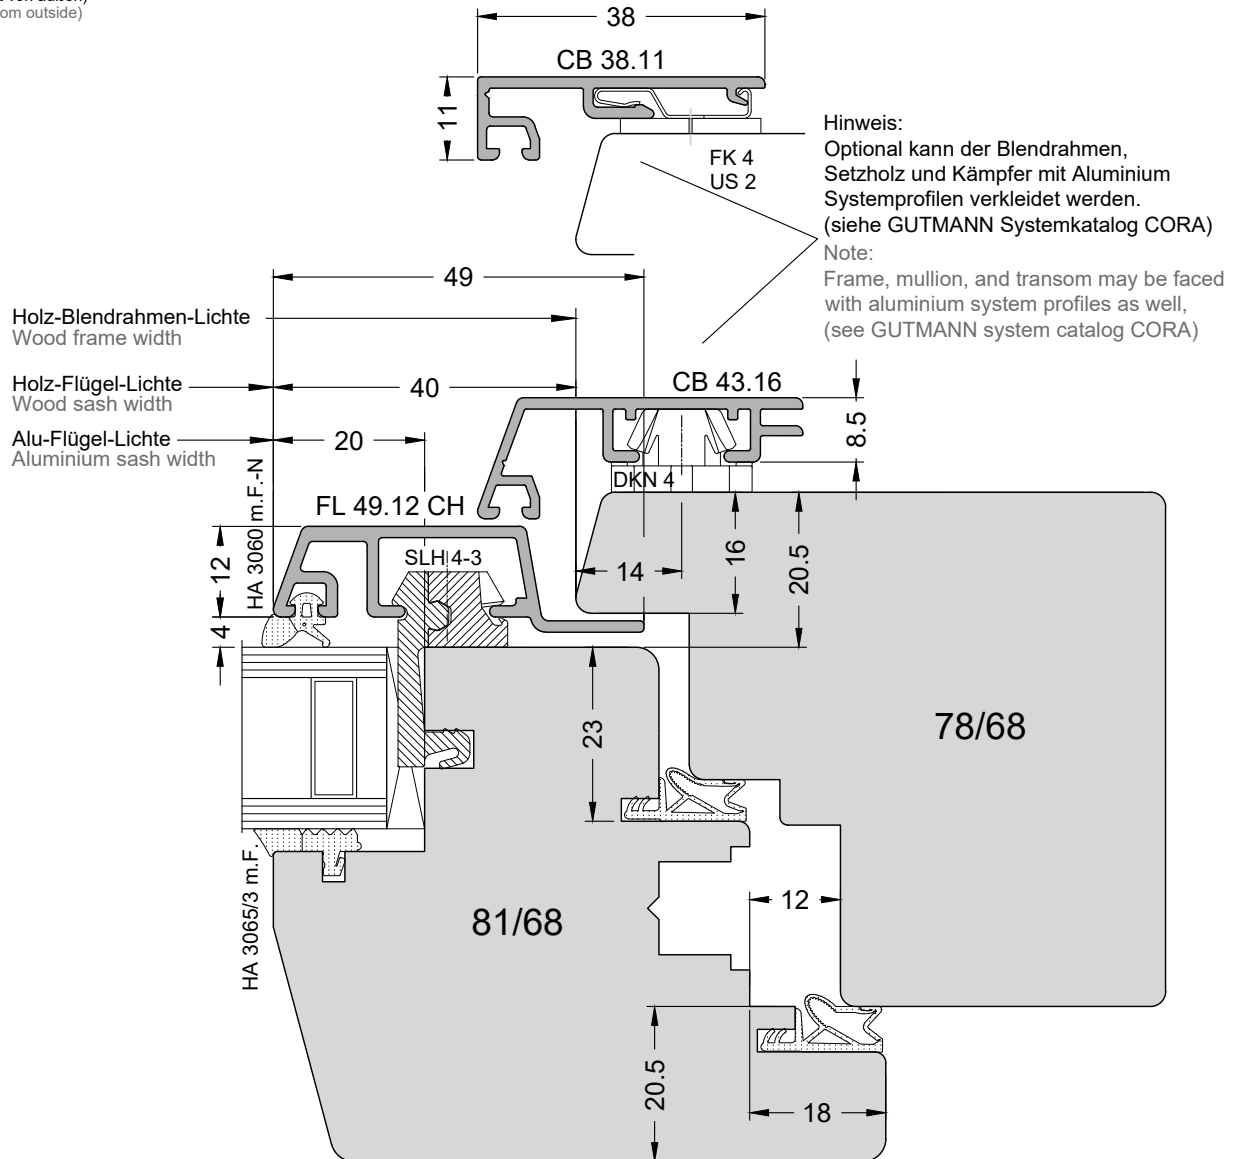 von außen)
om outside)
38
CB 38.11
11
FK 4
US 2
Hinweis:
Optional kann der Blendrahmen,
Setzholz und Kämpfer mit Aluminium
Systemprofilen verkleidet werden.
(siehe GUTMANN Systemkatalog CORA)
Note:
Frame, mullion, and transom may be faced
with aluminium system profiles as well,
(see GUTMANN system catalog CORA)
49
Holz-Blendrahmen-Lichte
Wood frame width
Holz-Flügel-Lichte
Wood sash width
40
CB 43.16
8.5
Alu-Flügel-Lichte
Aluminium sash width
20
DKN 4
HA 3060 m.F.-N
FL 49.12 CH
12
SLH 4-3
14
16
20.5
4
23
78/68
HA 3065/3 m.F.
81/68
12
20.5
18